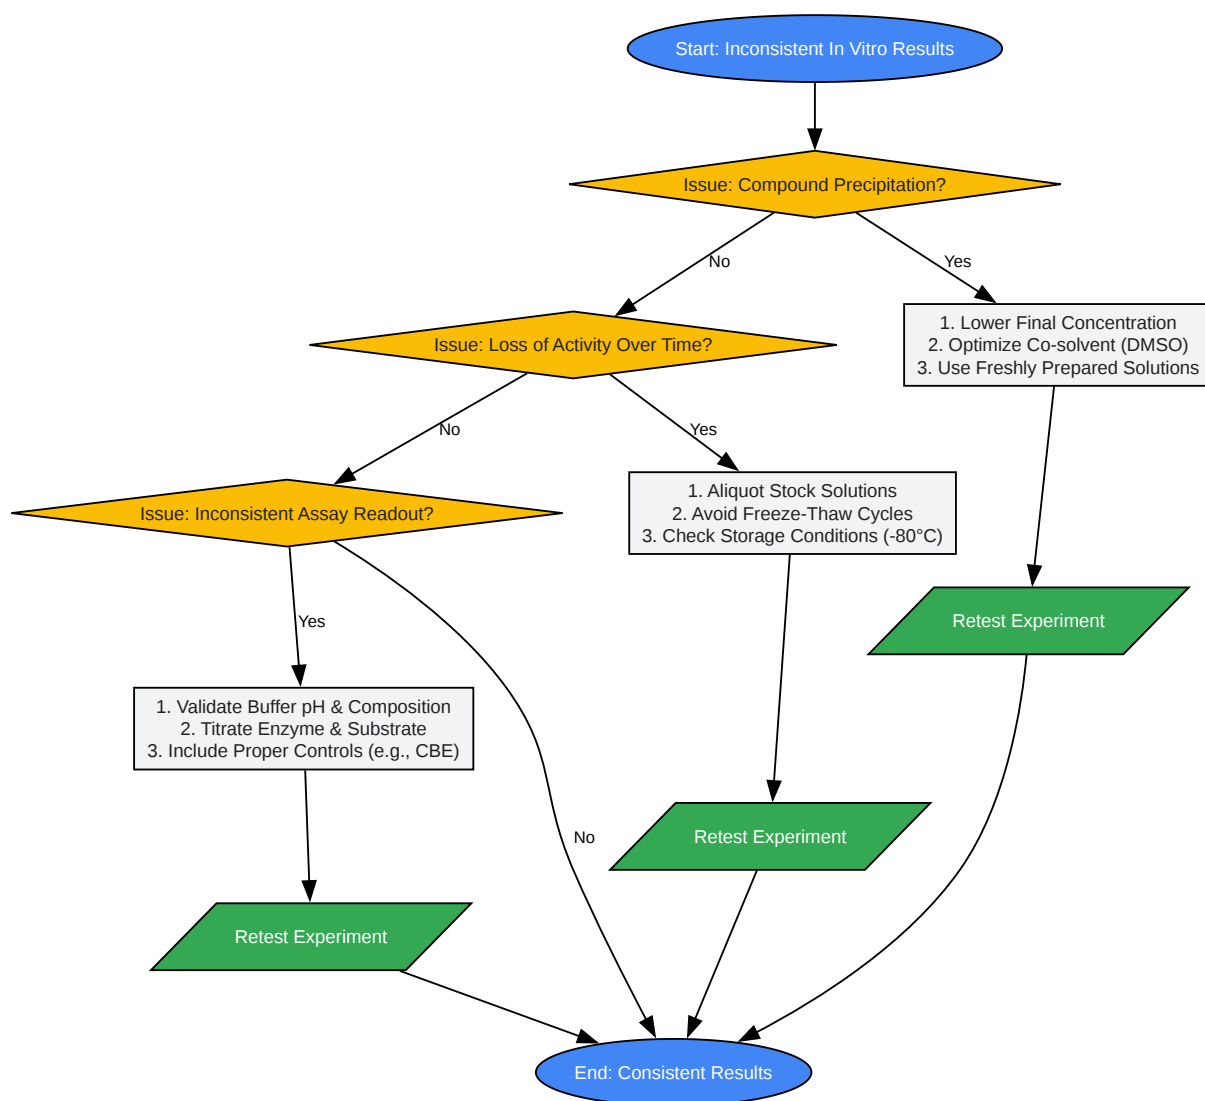 Start: Inconsistent In Vitro Results
Issue: Compound Precipitation?
No
Yes
Issue: Loss of Activity Over Time?
1. Lower Final Concentration
2. Optimize Co-solvent (DMSO)
3. Use Freshly Prepared Solutions
No
Yes
Issue: Inconsistent Assay Readout?
1. Aliquot Stock Solutions
2. Avoid Freeze-Thaw Cycles
3. Check Storage Conditions (-80°C)
Yes
Retest Experiment
1. Validate Buffer pH & Composition
2. Titrate Enzyme & Substrate
3. Include Proper Controls (e.g., CBE)
No
Retest Experiment
Retest Experiment
End: Consistent Results